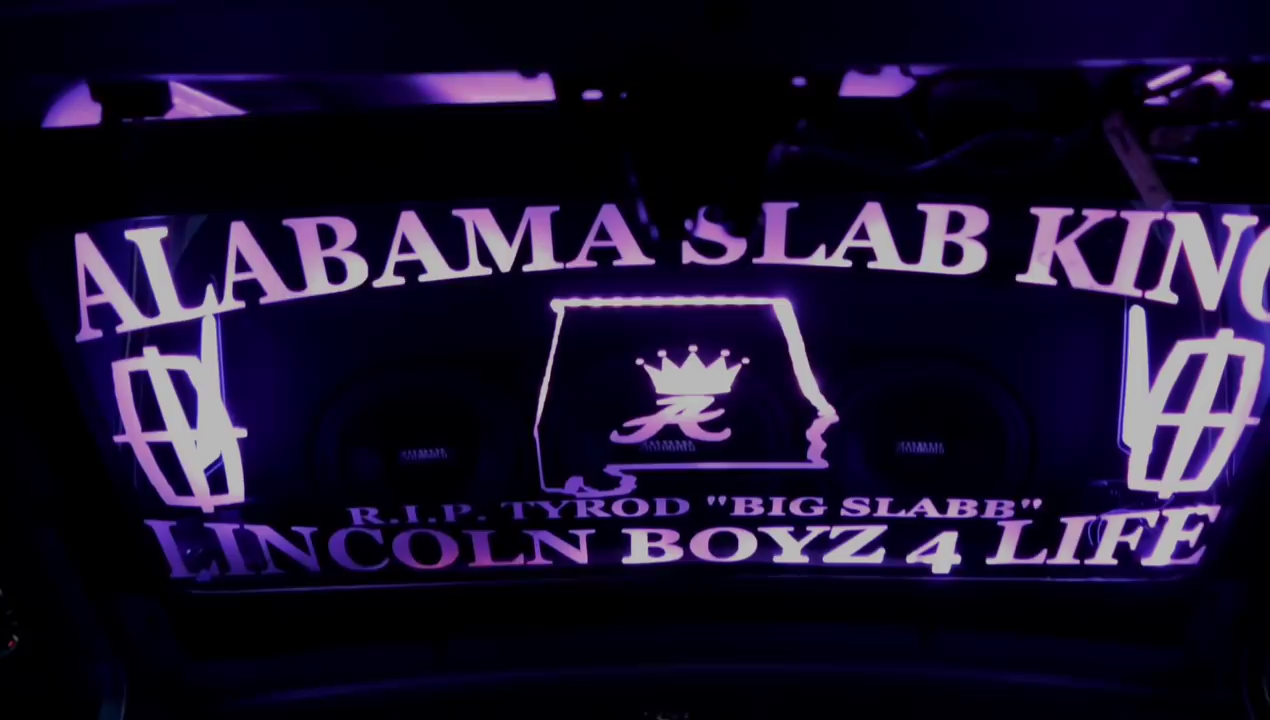 ALABAMA SLAB KING
A
R.I.P. TYROD "BIG SLABB"
LINCOLN BOYZ 4 LIFE